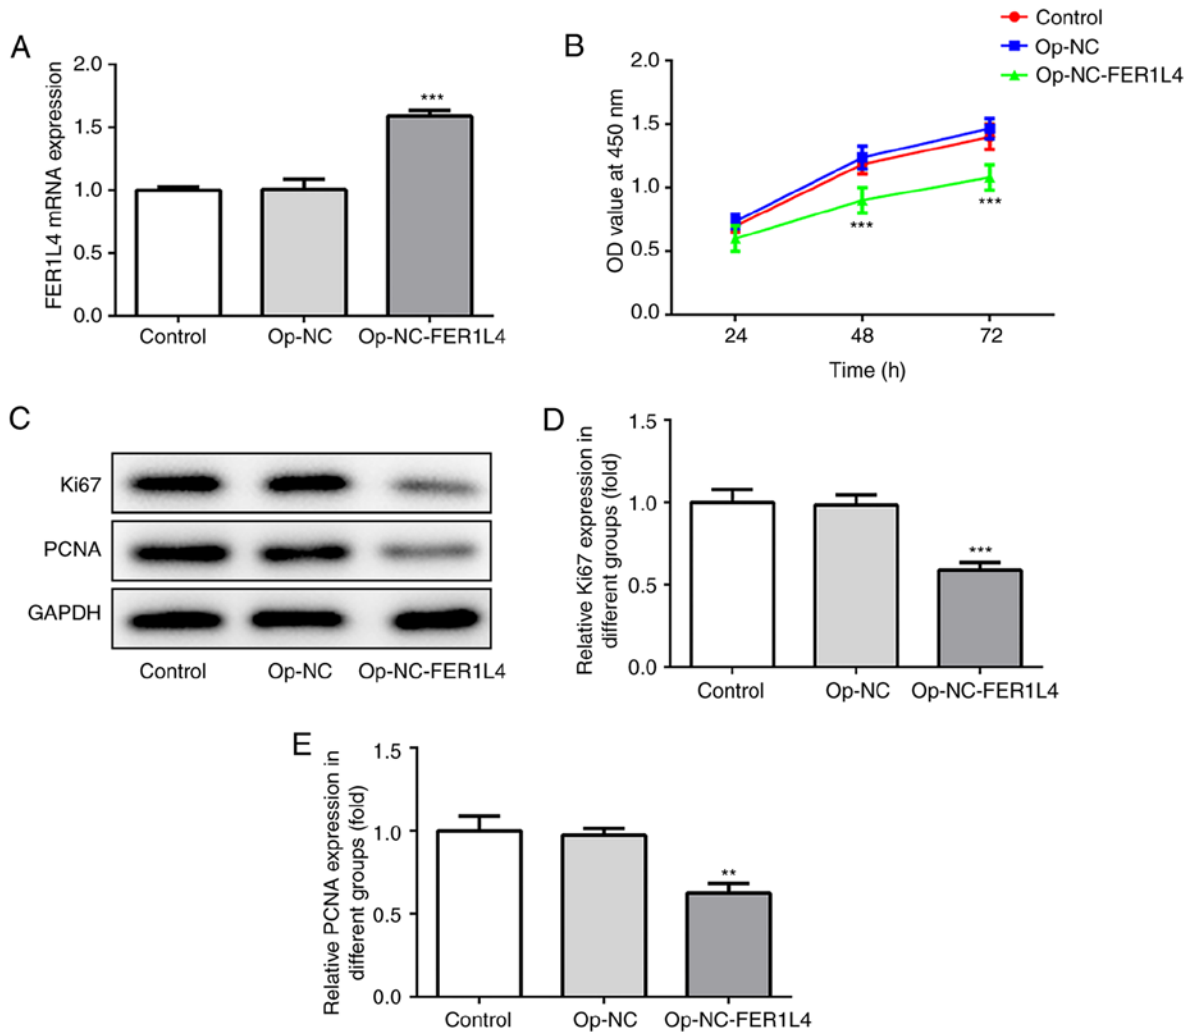 A
FER1L4 mRNA expression
2.0
1.5
1.0
0.5
0.0
***
Control
Op-NC
Op-NC-FER1L4
B
Control
Op-NC
Op-NC-FER1L4
OD value at 450 nm
2.0
1.5
1.0
0.5
0.0
***
***
24
48
72
Time (h)
C
Ki67
PCNA
GAPDH
Control
Op-NC
Op-NC-FER1L4
D
Relative Ki67 expression in
different groups (fold)
1.5
1.0
0.5
0.0
***
Control
Op-NC
Op-NC-FER1L4
E
Relative PCNA expression in
different groups (fold)
1.5
1.0
0.5
0.0
**
Control
Op-NC
Op-NC-FER1L4